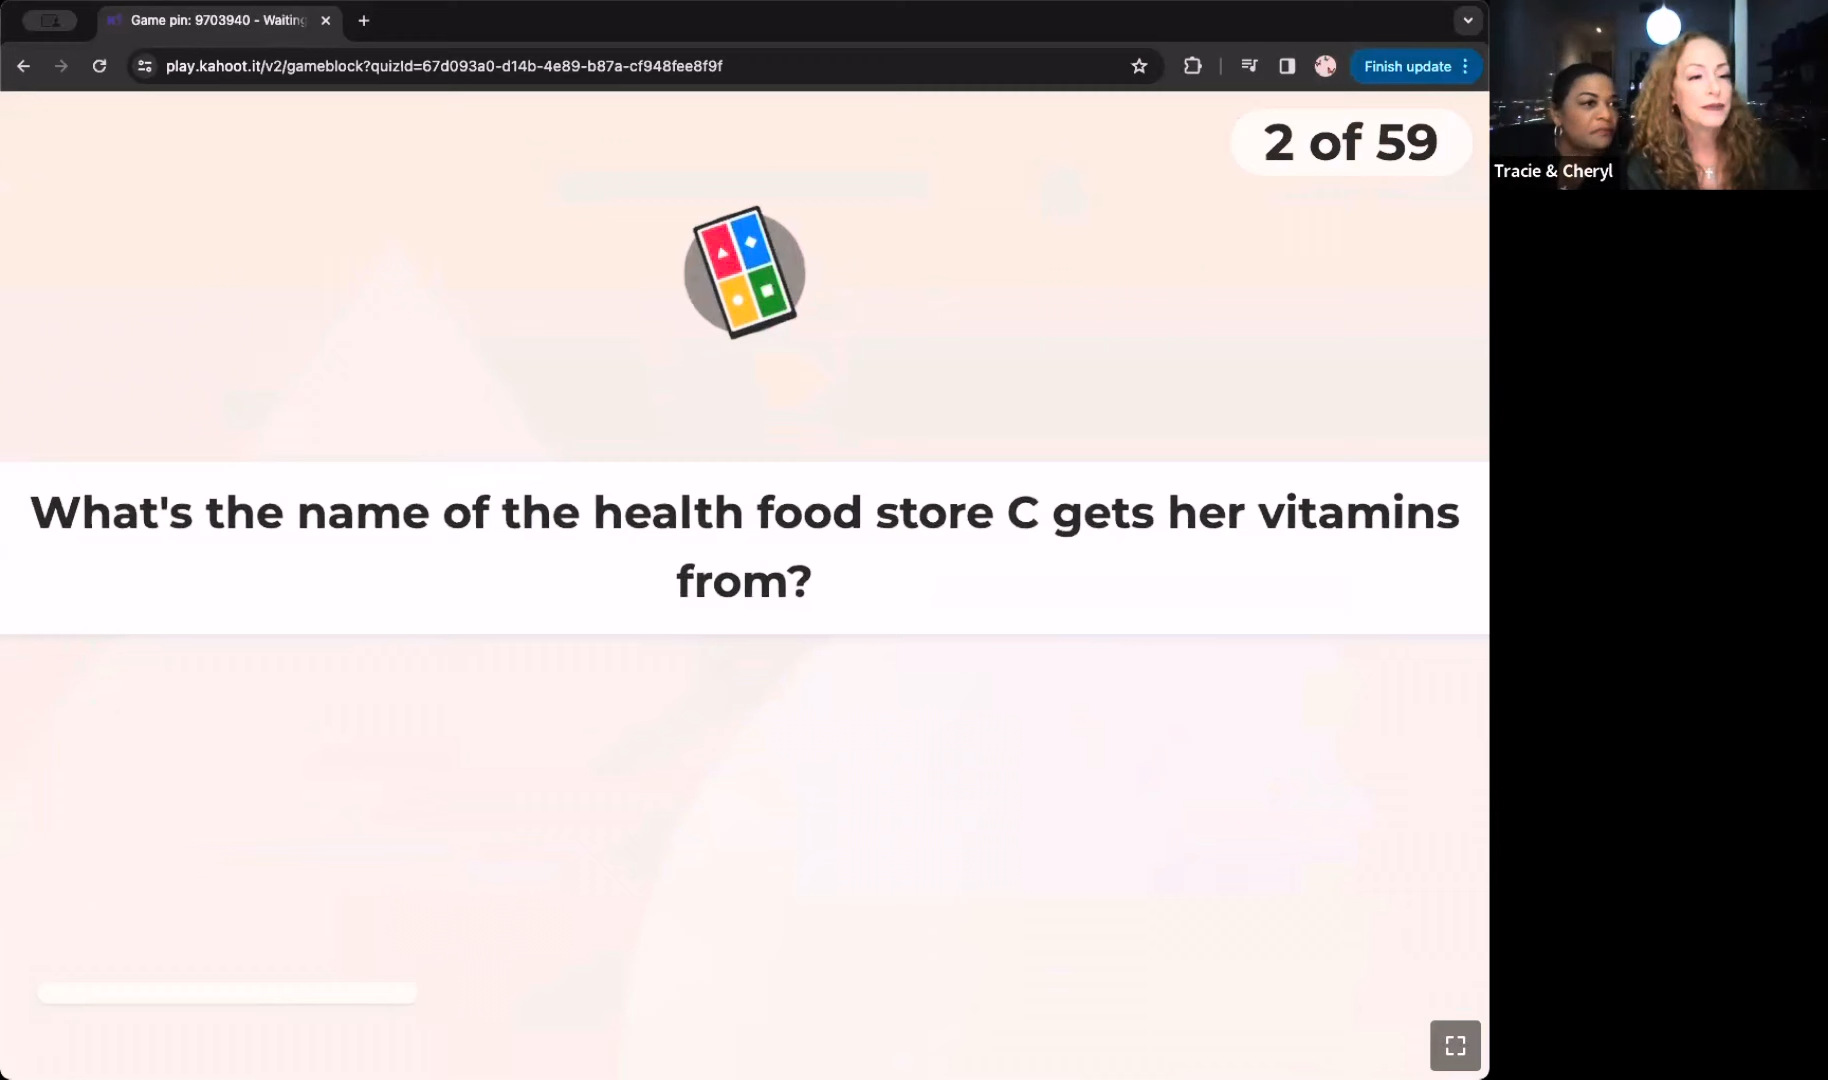 Game pin: 9703940 - Waiting
play.kahoot.it/v2/gameblock?quizId=67d093a0-d14b-4e89-b87a-cf948fee8f9f
Finish update
2 of 59
Tracie & Cheryl
What's the name of the health food store C gets her vitamins
from?